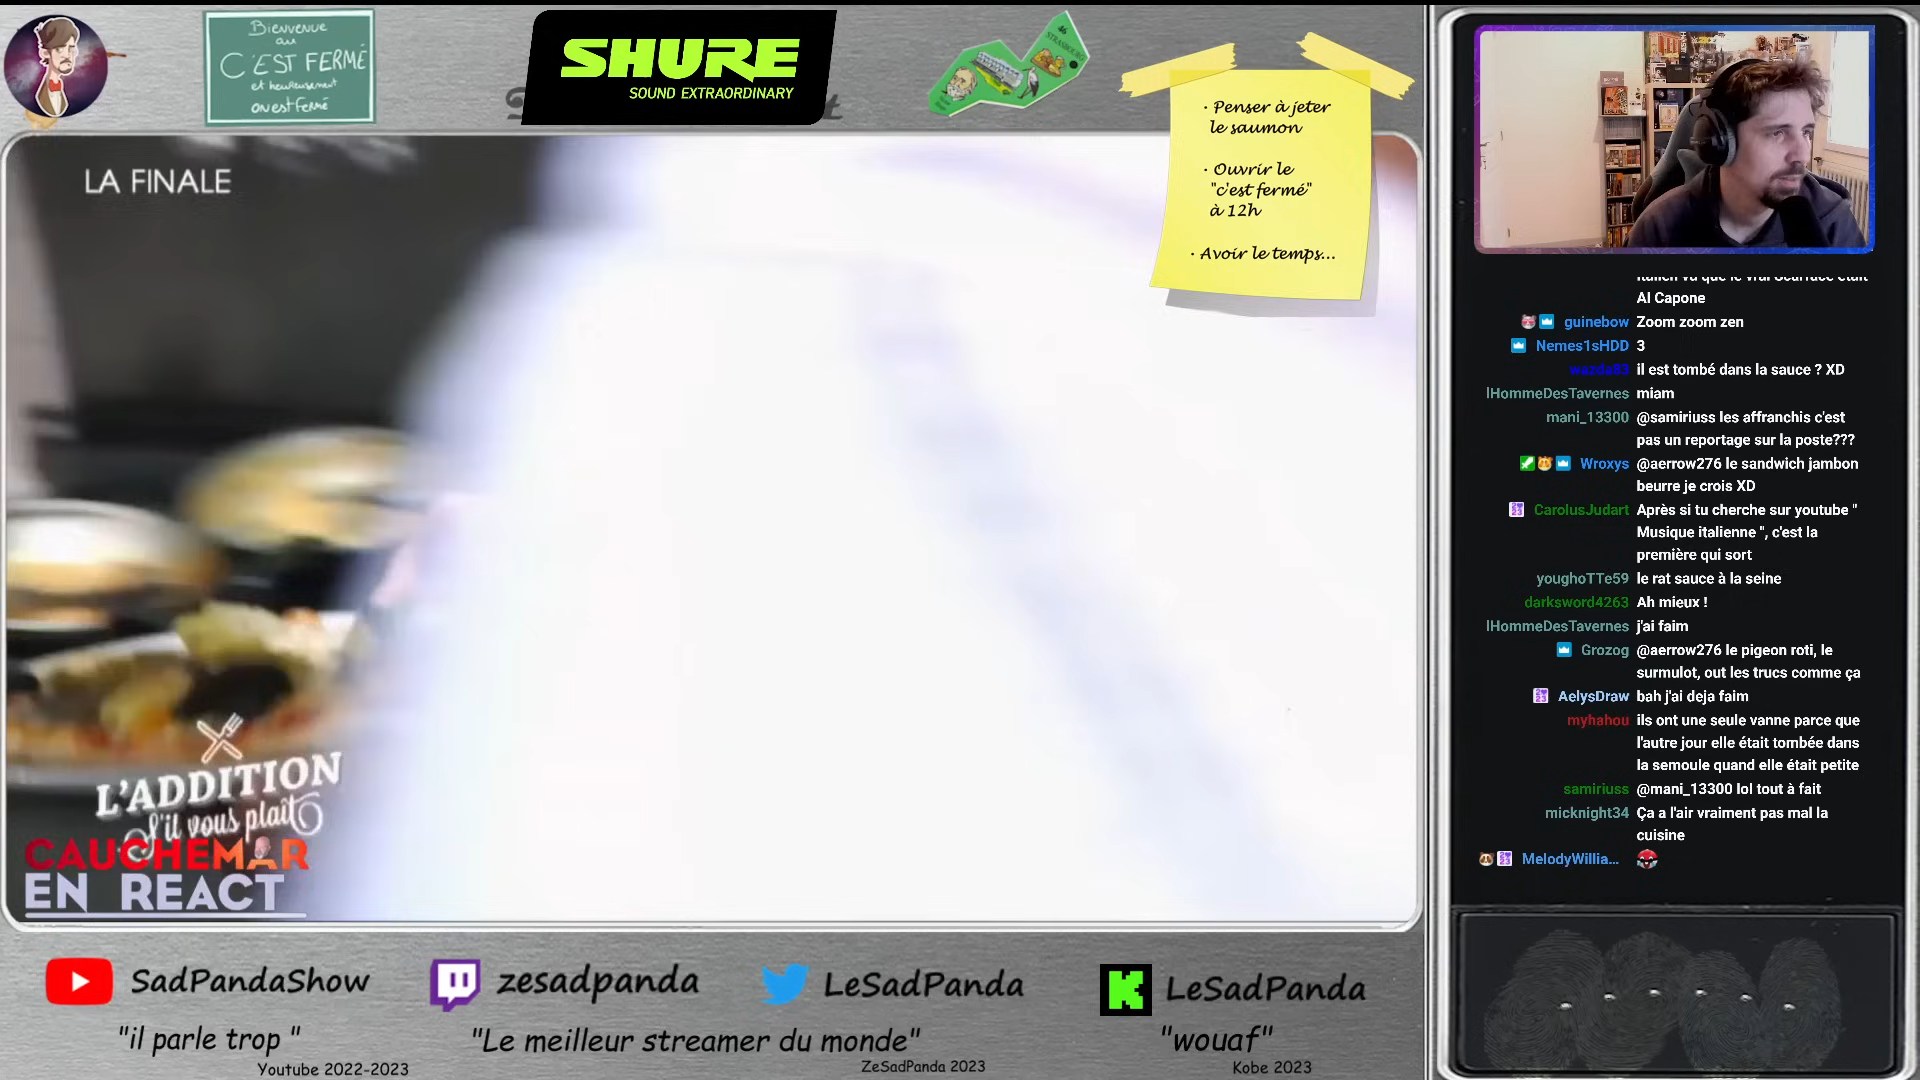 Bienvenue
au
C'EST FERMÉ
et heureusement
on est fermé
SHURE
SOUND EXTRAORDINARY
46
STRASBOURG
· Penser à jeter
le saumon
· Ouvrir le
"c'est fermé"
à 12h
· Avoir le temps...
LA FINALE
L'ADDITION
S'il vous plaît
CAUCHEMAR
EN REACT
Al Capone
guinebow Zoom zoom zen
Nemes1sHDD 3
wazda83 il est tombé dans la sauce ? XD
lHommeDesTavernes miam
mani_13300 @samiriuss les affranchis c'est
pas un reportage sur la poste???
Wroxys @aerrow276 le sandwich jambon
beurre je crois XD
CarolusJudart Après si tu cherche sur youtube "
Musique italienne ", c'est la
première qui sort
youghoTTe59 le rat sauce à la seine
darksword4263 Ah mieux !
lHommeDesTavernes j'ai faim
Grozog @aerrow276 le pigeon roti, le
surmulot, out les trucs comme ça
AelysDraw bah j'ai deja faim
myhahou ils ont une seule vanne parce que
l'autre jour elle était tombée dans
la semoule quand elle était petite
samiriuss @mani_13300 lol tout à fait
micknight34 Ça a l'air vraiment pas mal la
cuisine
MelodyWillia...
SadPandaShow
zesadpanda
LeSadPanda
LeSadPanda
"il parle trop "
Youtube 2022-2023
"Le meilleur streamer du monde"
ZeSadPanda 2023
"wouaf"
Kobe 2023